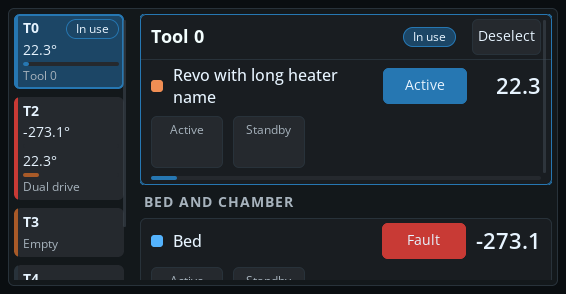 T0
In use
22.3°
Tool 0
T2
-273.1°
22.3°
Dual drive
T3
Empty
T4
Tool 0
In use
Deselect
Revo with long heater
name
Active
22.3
Active
Standby
BED AND CHAMBER
Bed
Fault
-273.1
Active
Standby